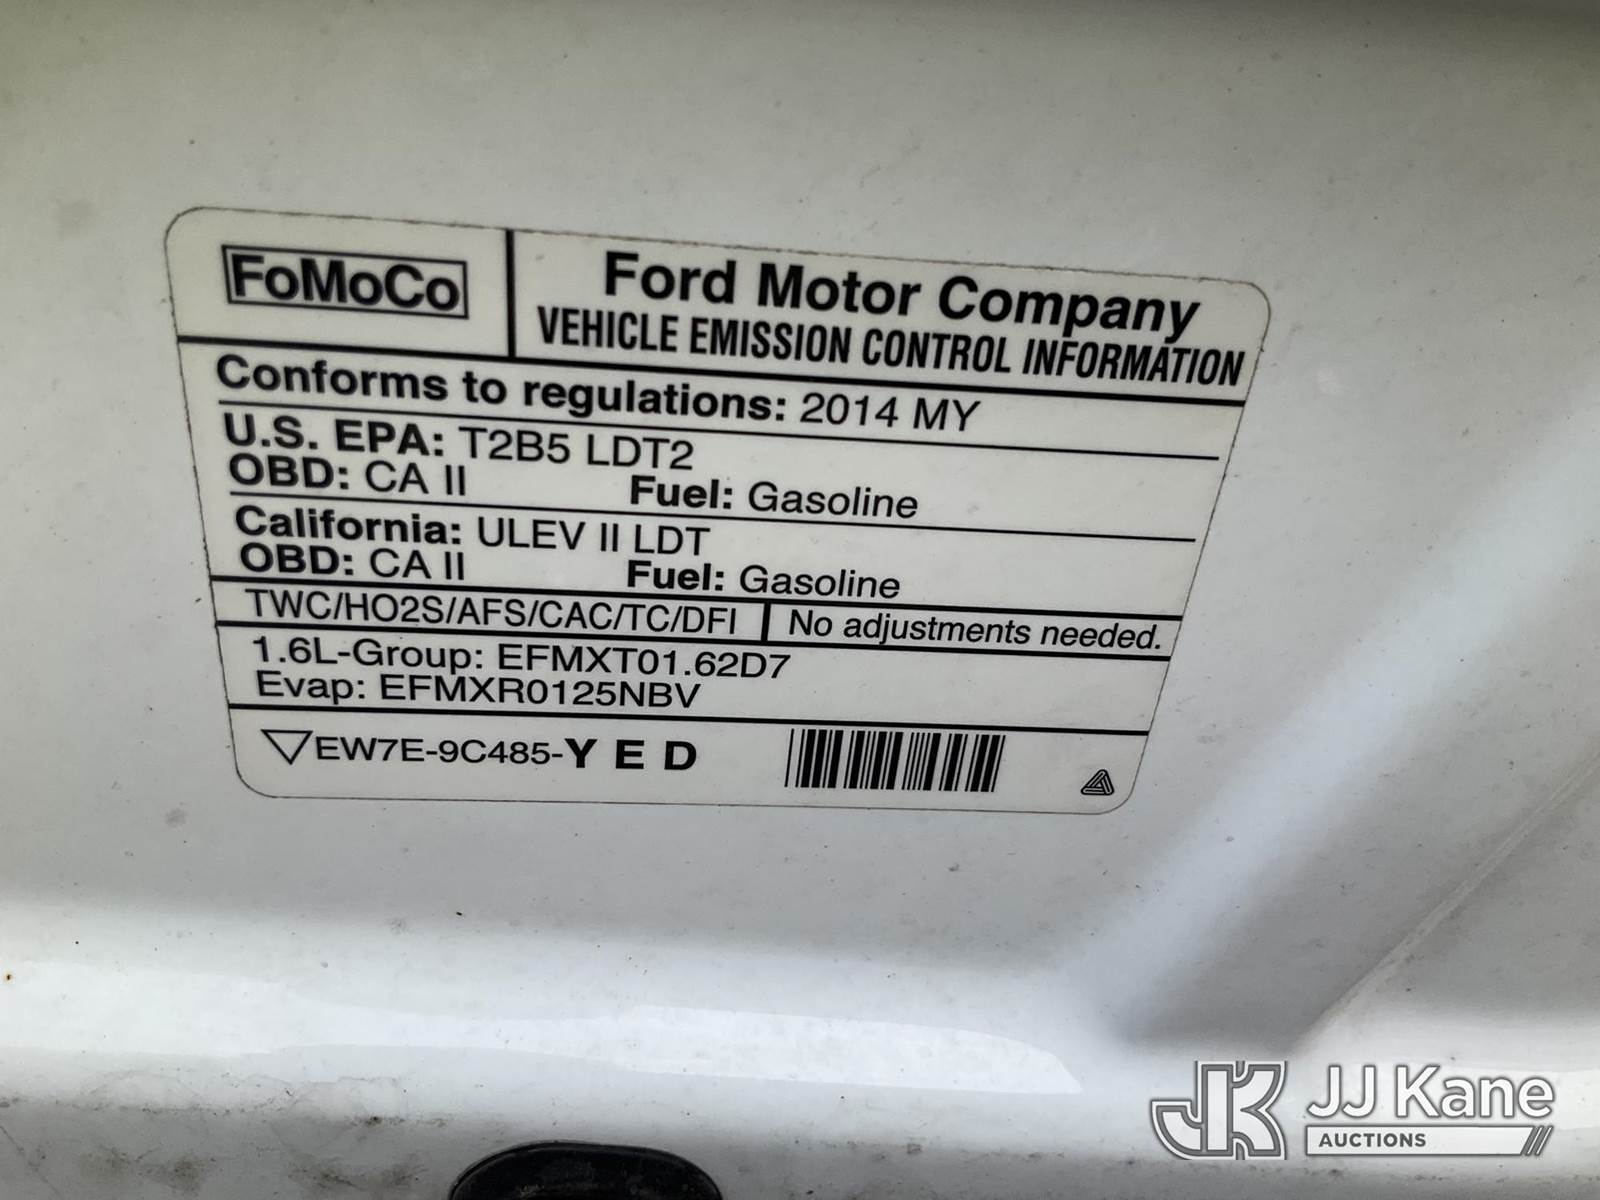 FoMoCo
Ford Motor Company
VEHICLE EMISSION CONTROL INFORMATION
Conforms to regulations: 2014 MY
U.S. EPA: T2B5 LDT2
OBD: CA II Fuel: Gasoline
California: ULEV II LDT
OBD: CA II Fuel: Gasoline
TWC/HO2S/AFS/CAC/TC/DFI No adjustments needed.
1.6L-Group: EFMXT01.62D7
Evap: EFMXR0125NBV
EW7E-9C485-YED
JK JJ Kane
AUCTIONS